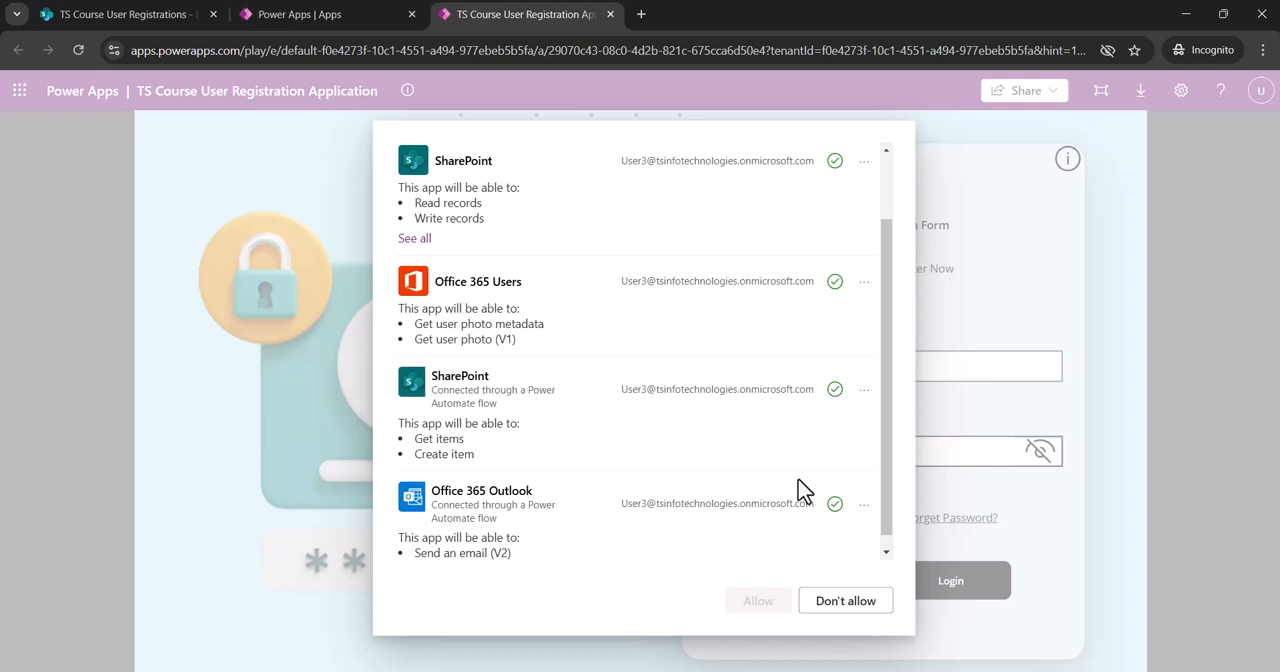 TS Course User Registrations -
Power Apps | Apps
TS Course User Registration Ap
apps.powerapps.com/play/e/default-f0e4273f-10c1-4551-a494-977ebeb5b5fa/a/29070c43-08c0-4d2b-821c-675cca6d50e4?tenantId=f0e4273f-10c1-4551-a494-977ebeb5b5fa&hint=1...
Incognito
Power Apps | TS Course User Registration Application
Share
U
SharePoint
User3@tsinfotechnologies.onmicrosoft.com
This app will be able to:
• Read records
• Write records
See all
Office 365 Users
User3@tsinfotechnologies.onmicrosoft.com
This app will be able to:
• Get user photo metadata
• Get user photo (V1)
SharePoint
Connected through a Power
Automate flow
User3@tsinfotechnologies.onmicrosoft.com
This app will be able to:
• Get items
• Create item
Office 365 Outlook
Connected through a Power
Automate flow
User3@tsinfotechnologies.onmicrosoft.com
This app will be able to:
• Send an email (V2)
Allow
Don't allow
Form
Now
Password?
Login